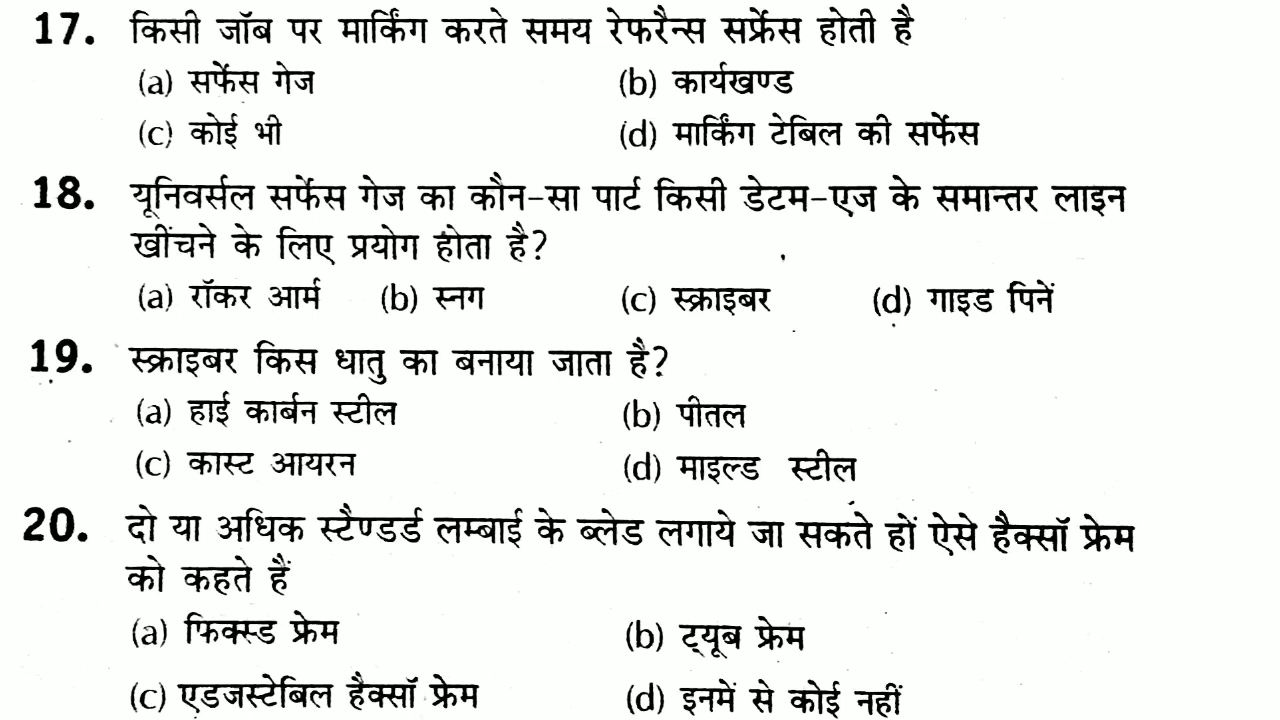 17. किसी जॉब पर मार्किंग करते समय रेफरैन्स सफ्रेंस होती है
(a) सर्फेस गेज (b) कार्यखण्ड
(c) कोई भी (d) मार्किंग टेबिल की सर्फेस
18. यूनिवर्सल सर्फेस गेज का कौन-सा पार्ट किसी डेटम-एज के समान्तर लाइन
खींचने के लिए प्रयोग होता है?
(a) रॉकर आर्म (b) स्नग (c) स्क्राइबर (d) गाइड पिनें
19. स्क्राइबर किस धातु का बनाया जाता है?
(a) हाई कार्बन स्टील (b) पीतल
(c) कास्ट आयरन (d) माइल्ड स्टील
20. दो या अधिक स्टैण्डर्ड लम्बाई के ब्लेड लगाये जा सकते हों ऐसे हैक्सॉ फ्रेम
को कहते हैं
(a) फिक्स्ड फ्रेम (b) ट्यूब फ्रेम
(c) एडजस्टेबिल हैक्सॉ फ्रेम (d) इनमें से कोई नहीं